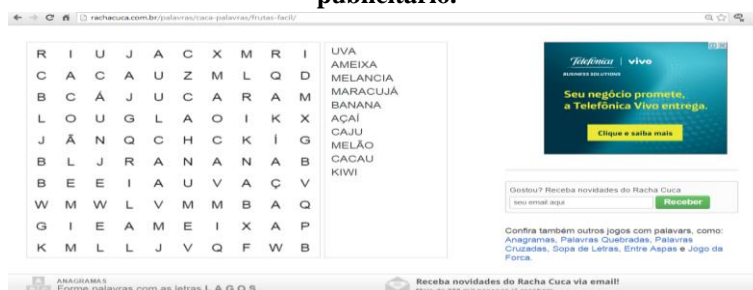 publicitário.
rachacuca.com.br/palavras/caca-palavras/frutas-facil/
R I U J A C X M R I
C A C A U Z M L Q D
B C Á J U C A R A M
L O U G L A O I K X
J Ã N Q C H C K Í G
B L J R A N A N A B
B E E I A U V A Ç V
W M W L V M M B A Q
G I E A M E I X A P
K M L L J V Q F W B
UVA
AMEIXA
MELANCIA
MARACUJÁ
BANANA
AÇAÍ
CAJU
MELÃO
CACAU
KIWI
Telefónica | vivo
BUSINESS SOLUTIONS
Seu negócio promete,
a Telefônica Vivo entrega.
Clique e saiba mais
Gostou? Receba novidades do Racha Cuca
seu email aqui
Receber
Confira também outros jogos com palavars, como:
Anagramas, Palavras Quebradas, Palavras
Cruzadas, Sopa de Letras, Entre Aspas e Jogo da
Forca.
ANAGRAMAS
Forme palavras com as letras L A G O S
Receba novidades do Racha Cuca via email!